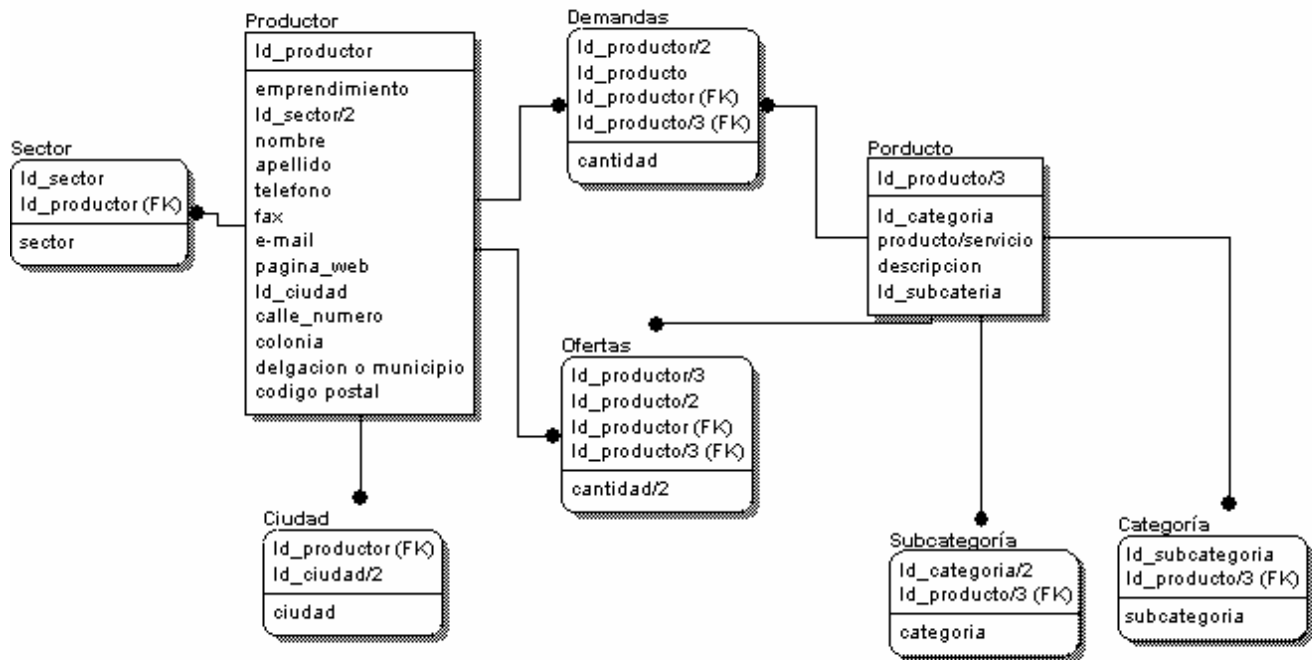 Productor
Id_productor
emprendimiento
Id_sector/2
nombre
apellido
telefono
fax
e-mail
pagina_web
Id_ciudad
calle_numero
colonia
delgacion o municipio
codigo postal
Demandas
Id_productor/2
Id_producto
Id_productor (FK)
Id_producto/3 (FK)
cantidad
Sector
Id_sector
Id_productor (FK)
sector
Porducto
Id_producto/3
Id_categoria
producto/servicio
descripcion
Id_subcateria
Ofertas
Id_productor/3
Id_producto/2
Id_productor (FK)
Id_producto/3 (FK)
cantidad/2
Ciudad
Id_productor (FK)
Id_ciudad/2
ciudad
Subcategoría
Id_categoria/2
Id_producto/3 (FK)
categoria
Categoría
Id_subcategoria
Id_producto/3 (FK)
subcategoria